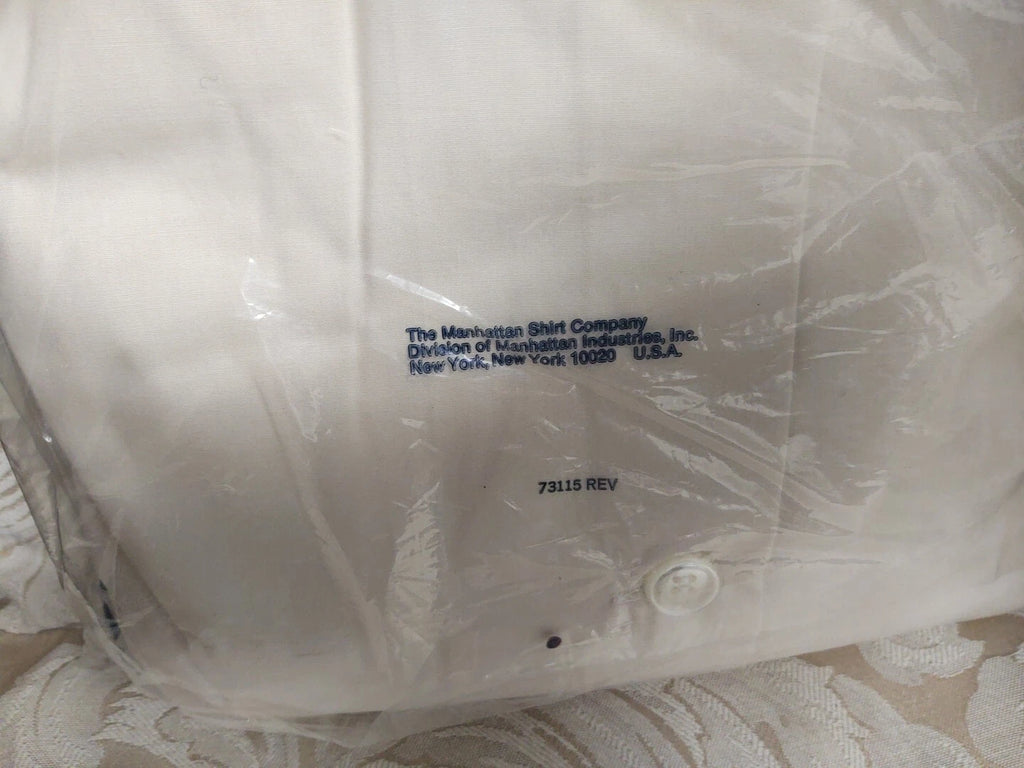 The Manhattan Shirt Company
Division of Manhattan Industries, Inc.
New York, New York 10020 U.S.A.
73115 REV